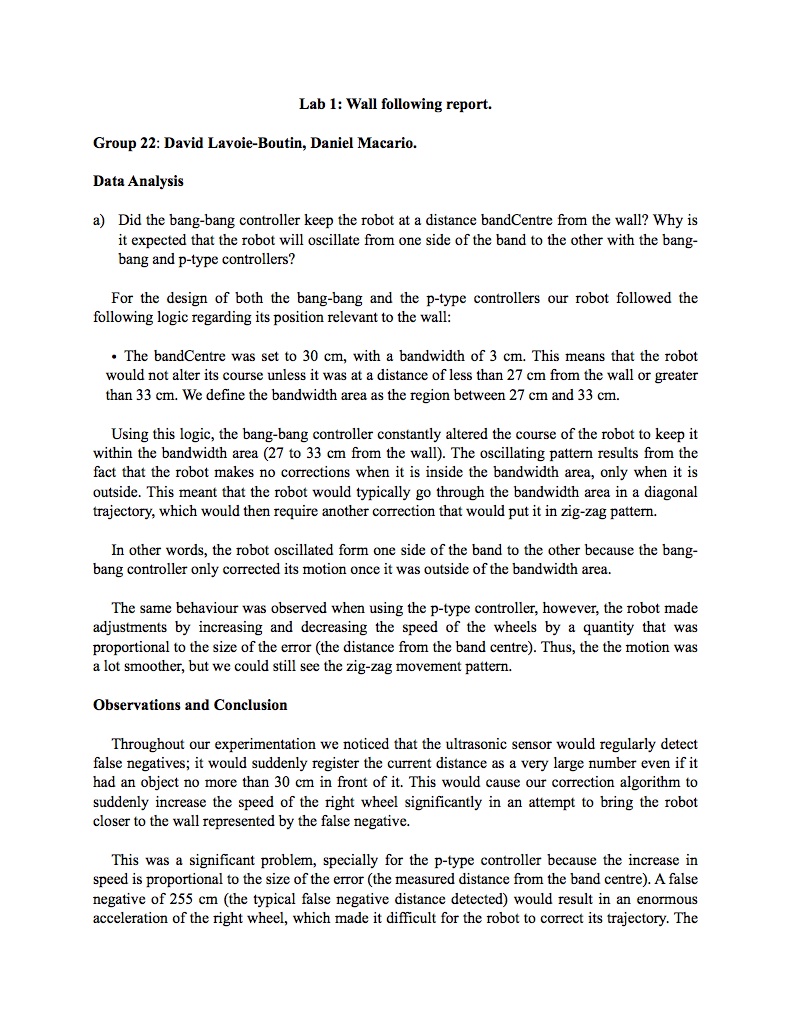 Lab 1: Wall following report.
Group 22: David Lavoie-Boutin, Daniel Macario.
Data Analysis
a) Did the bang-bang controller keep the robot at a distance bandCentre from the wall? Why is
it expected that the robot will oscillate from one side of the band to the other with the bang-
bang and p-type controllers?
For the design of both the bang-bang and the p-type controllers our robot followed the
following logic regarding its position relevant to the wall:
• The bandCentre was set to 30 cm, with a bandwidth of 3 cm. This means that the robot
would not alter its course unless it was at a distance of less than 27 cm from the wall or greater
than 33 cm. We define the bandwidth area as the region between 27 cm and 33 cm.
Using this logic, the bang-bang controller constantly altered the course of the robot to keep it
within the bandwidth area (27 to 33 cm from the wall). The oscillating pattern results from the
fact that the robot makes no corrections when it is inside the bandwidth area, only when it is
outside. This meant that the robot would typically go through the bandwidth area in a diagonal
trajectory, which would then require another correction that would put it in zig-zag pattern.
In other words, the robot oscillated form one side of the band to the other because the bang-
bang controller only corrected its motion once it was outside of the bandwidth area.
The same behaviour was observed when using the p-type controller, however, the robot made
adjustments by increasing and decreasing the speed of the wheels by a quantity that was
proportional to the size of the error (the distance from the band centre). Thus, the the motion was
a lot smoother, but we could still see the zig-zag movement pattern.
Observations and Conclusion
Throughout our experimentation we noticed that the ultrasonic sensor would regularly detect
false negatives; it would suddenly register the current distance as a very large number even if it
had an object no more than 30 cm in front of it. This would cause our correction algorithm to
suddenly increase the speed of the right wheel significantly in an attempt to bring the robot
closer to the wall represented by the false negative.
This was a significant problem, specially for the p-type controller because the increase in
speed is proportional to the size of the error (the measured distance from the band centre). A false
negative of 255 cm (the typical false negative distance detected) would result in an enormous
acceleration of the right wheel, which made it difficult for the robot to correct its trajectory. The